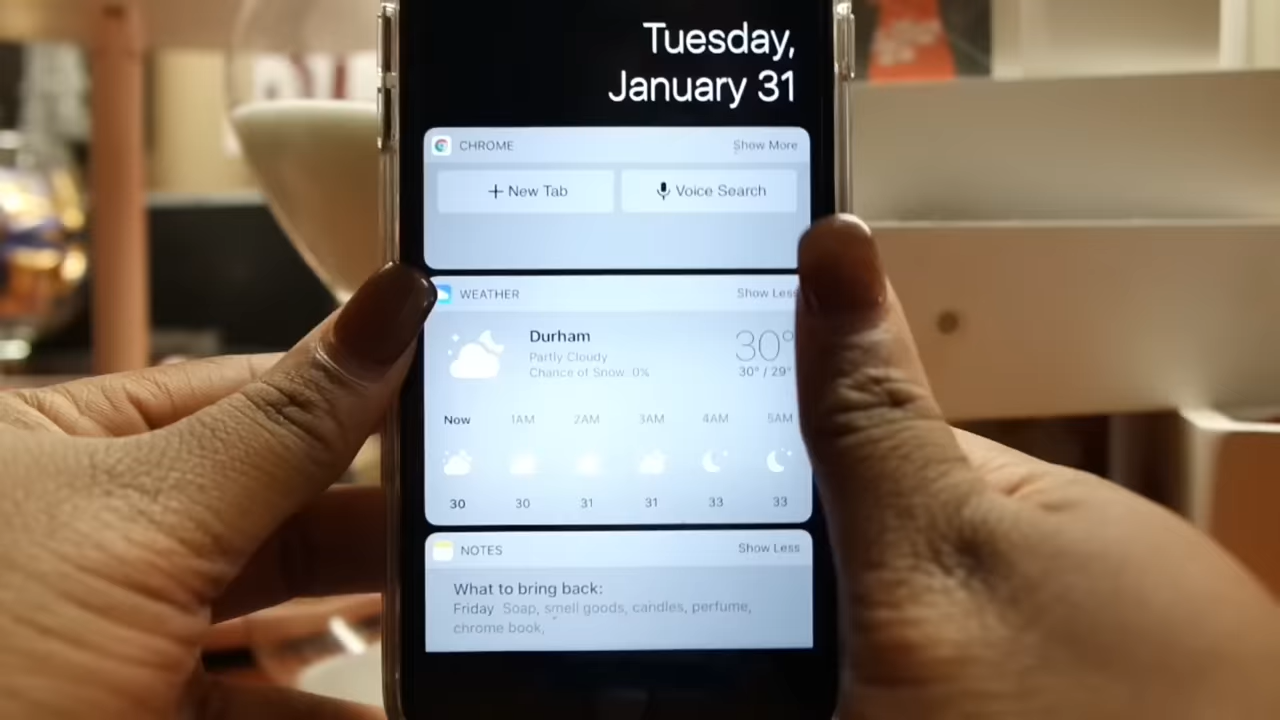 Tuesday,
January 31
CHROME Show More
+ New Tab Voice Search
WEATHER Show Less
Durham 30°
Partly Cloudy
Chance of Snow: 0% 30° / 29°
Now 1AM 2AM 3AM 4AM 5AM
30 30 31 31 33 33
NOTES Show Less
What to bring back:
Friday Soap, smell goods, candles, perfume,
chrome book,